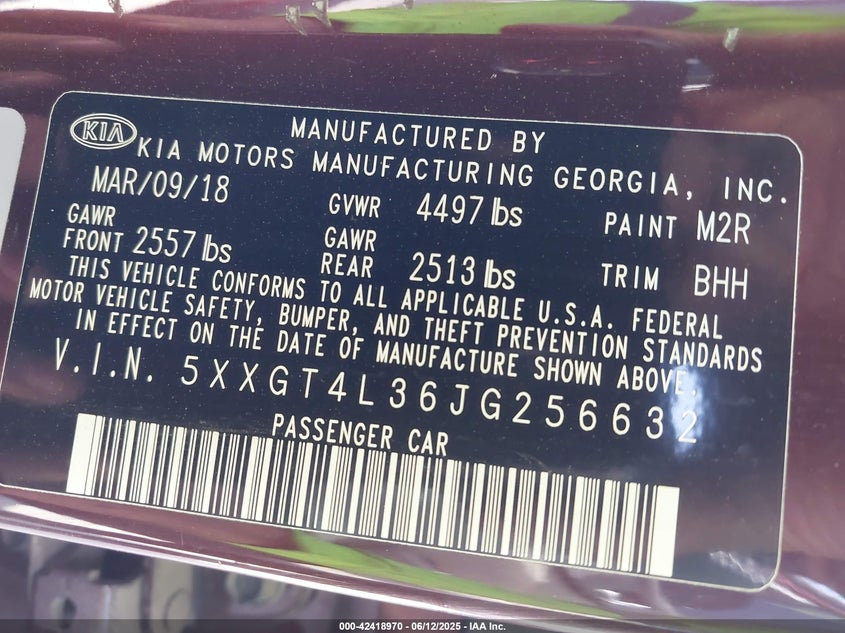 KIA
MANUFACTURED BY
KIA MOTORS MANUFACTURING GEORGIA, INC.
MAR/09/18 GVWR 4497 lbs PAINT M2R
GAWR FRONT 2557 lbs GAWR REAR 2513 lbs TRIM BHH
THIS VEHICLE CONFORMS TO ALL APPLICABLE U.S.A. FEDERAL
MOTOR VEHICLE SAFETY, BUMPER, AND THEFT PREVENTION STANDARDS
IN EFFECT ON THE DATE OF MANUFACTURE SHOWN ABOVE.
V.I.N. 5XXGT4L36JG256632
PASSENGER CAR
000-42418970 - 06/12/2025 - IAA Inc.